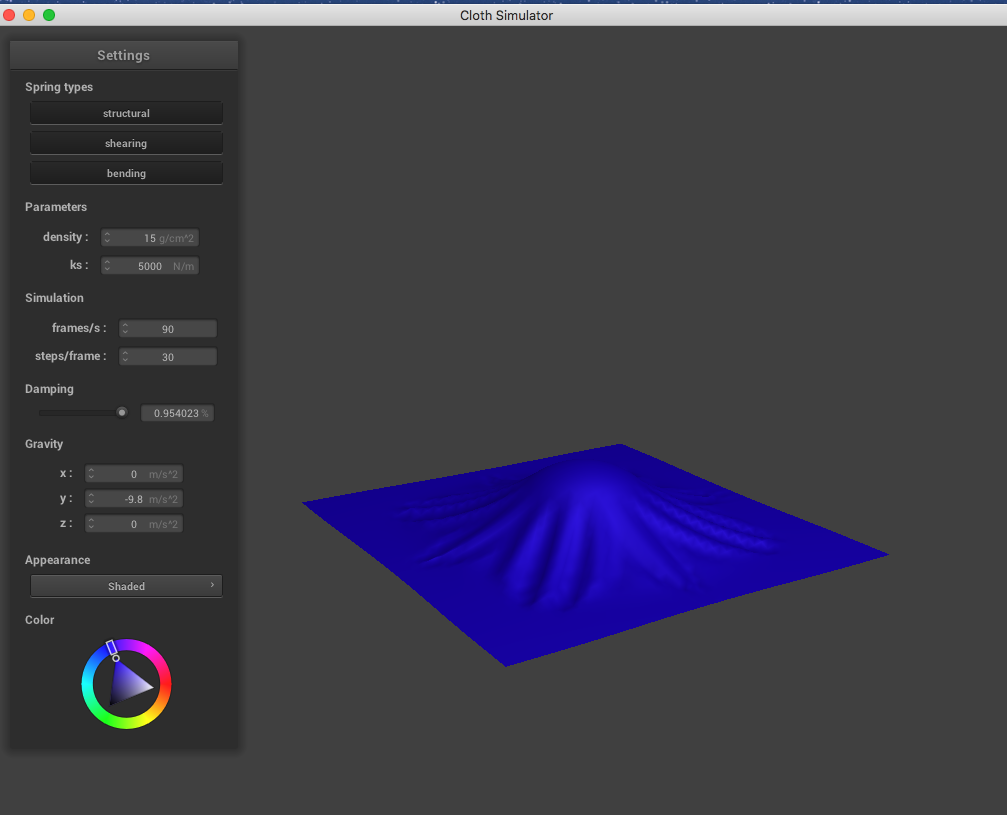 Cloth Simulator
Settings
Spring types
structural
shearing
bending
Parameters
density : 15 g/cm^2
ks : 5000 N/m
Simulation
frames/s : 90
steps/frame : 30
Damping
0.954023 %
Gravity
x : 0 m/s^2
y : -9.8 m/s^2
z : 0 m/s^2
Appearance
Shaded
Color